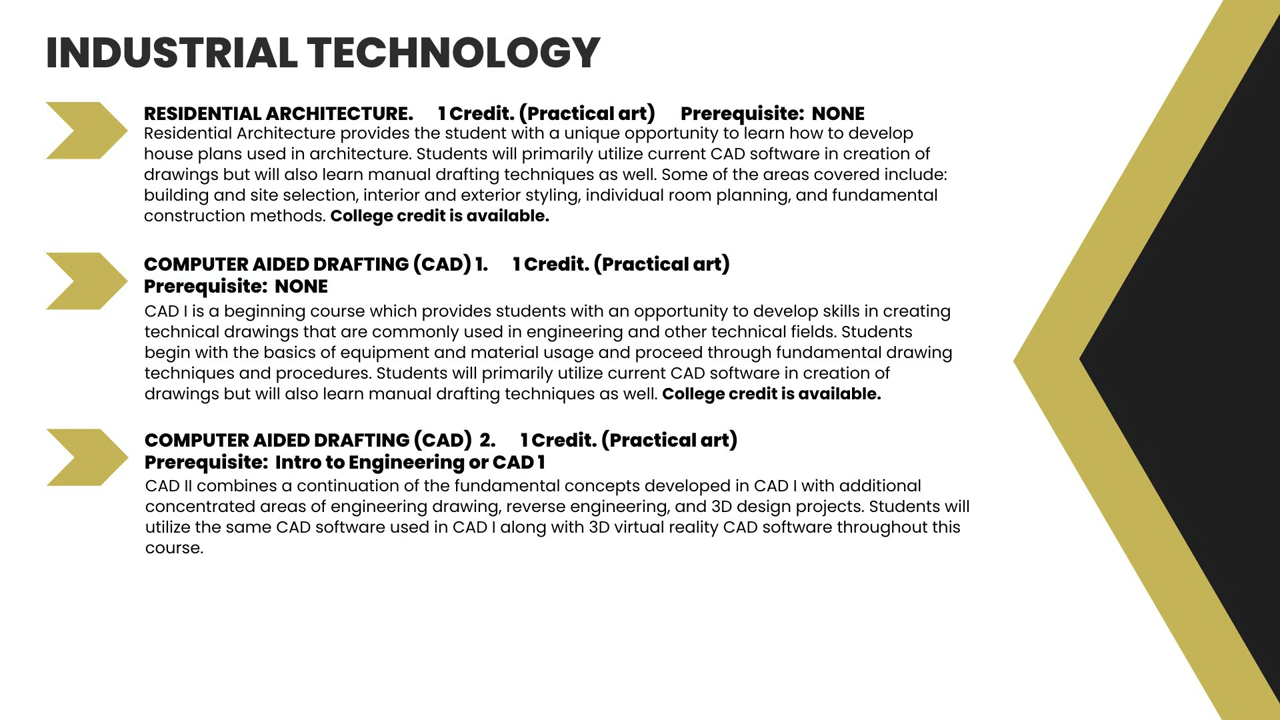 INDUSTRIAL TECHNOLOGY
RESIDENTIAL ARCHITECTURE. 1 Credit. (Practical art) Prerequisite: NONE
Residential Architecture provides the student with a unique opportunity to learn how to develop
house plans used in architecture. Students will primarily utilize current CAD software in creation of
drawings but will also learn manual drafting techniques as well. Some of the areas covered include:
building and site selection, interior and exterior styling, individual room planning, and fundamental
construction methods. College credit is available.
COMPUTER AIDED DRAFTING (CAD) 1. 1 Credit. (Practical art)
Prerequisite: NONE
CAD I is a beginning course which provides students with an opportunity to develop skills in creating
technical drawings that are commonly used in engineering and other technical fields. Students
begin with the basics of equipment and material usage and proceed through fundamental drawing
techniques and procedures. Students will primarily utilize current CAD software in creation of
drawings but will also learn manual drafting techniques as well. College credit is available.
COMPUTER AIDED DRAFTING (CAD) 2. 1 Credit. (Practical art)
Prerequisite: Intro to Engineering or CAD 1
CAD II combines a continuation of the fundamental concepts developed in CAD I with additional
concentrated areas of engineering drawing, reverse engineering, and 3D design projects. Students will
utilize the same CAD software used in CAD I along with 3D virtual reality CAD software throughout this
course.